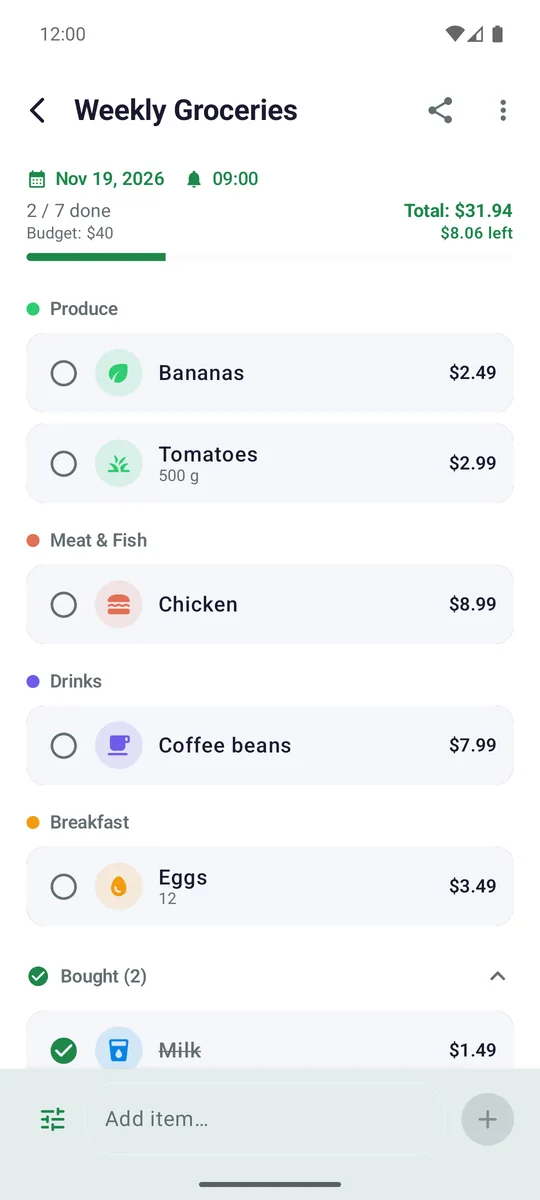 12:00
Weekly Groceries
Nov 19, 2026 09:00
2 / 7 done Total: $31.94
Budget: $40 $8.06 left
Produce
Bananas $2.49
Tomatoes $2.99
500 g
Meat & Fish
Chicken $8.99
Drinks
Coffee beans $7.99
Breakfast
Eggs $3.49
12
Bought (2)
Milk $1.49
Add item…